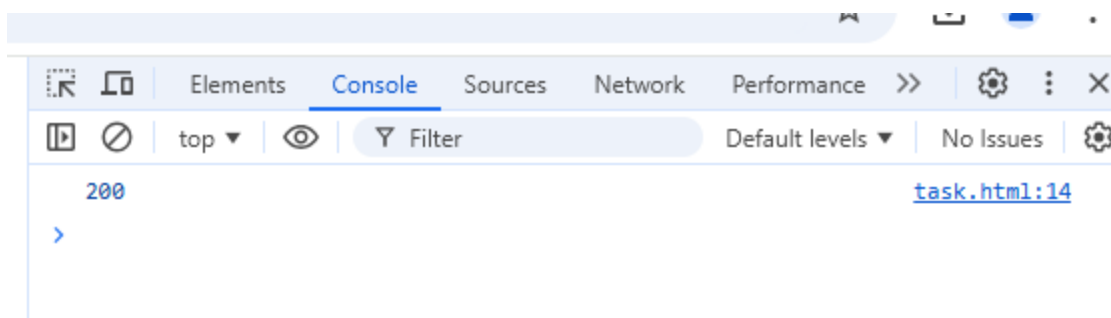 Elements Console Sources Network Performance
top Filter Default levels No Issues
200 task.html:14